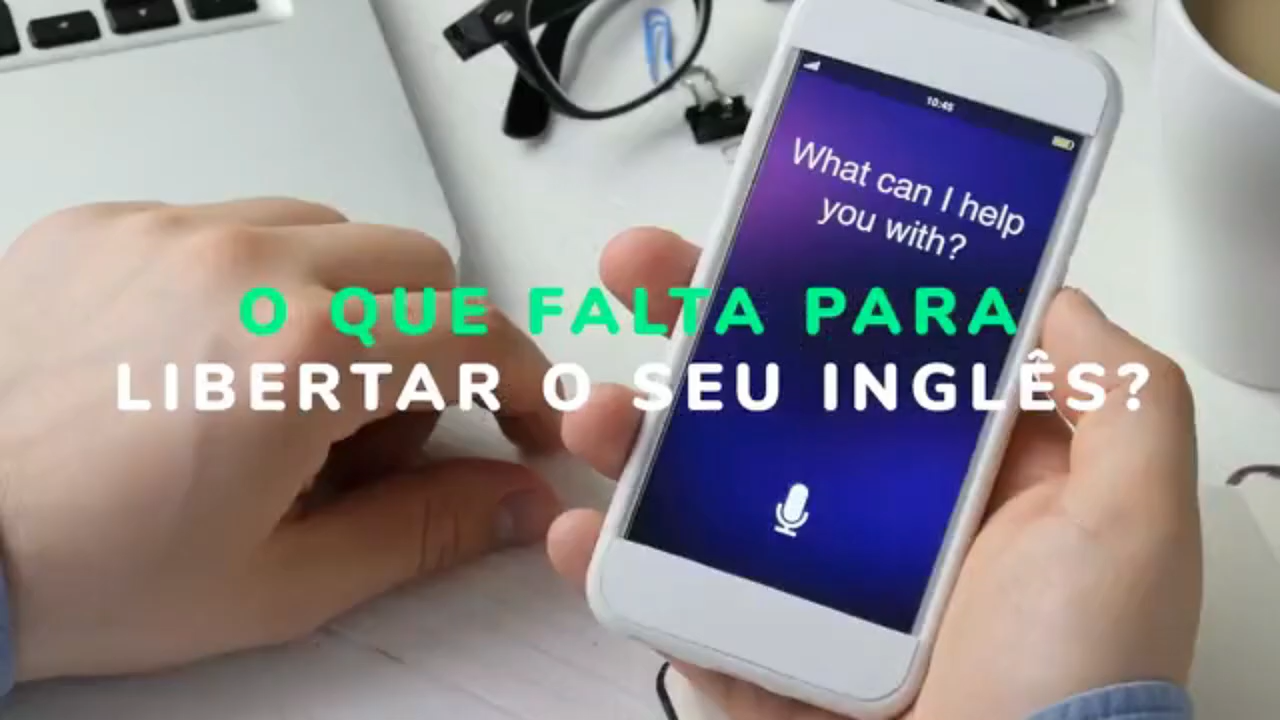 10:45
What can I help
you with?
O QUE FALTA PARA
LIBERTAR O SEU INGLÊS?